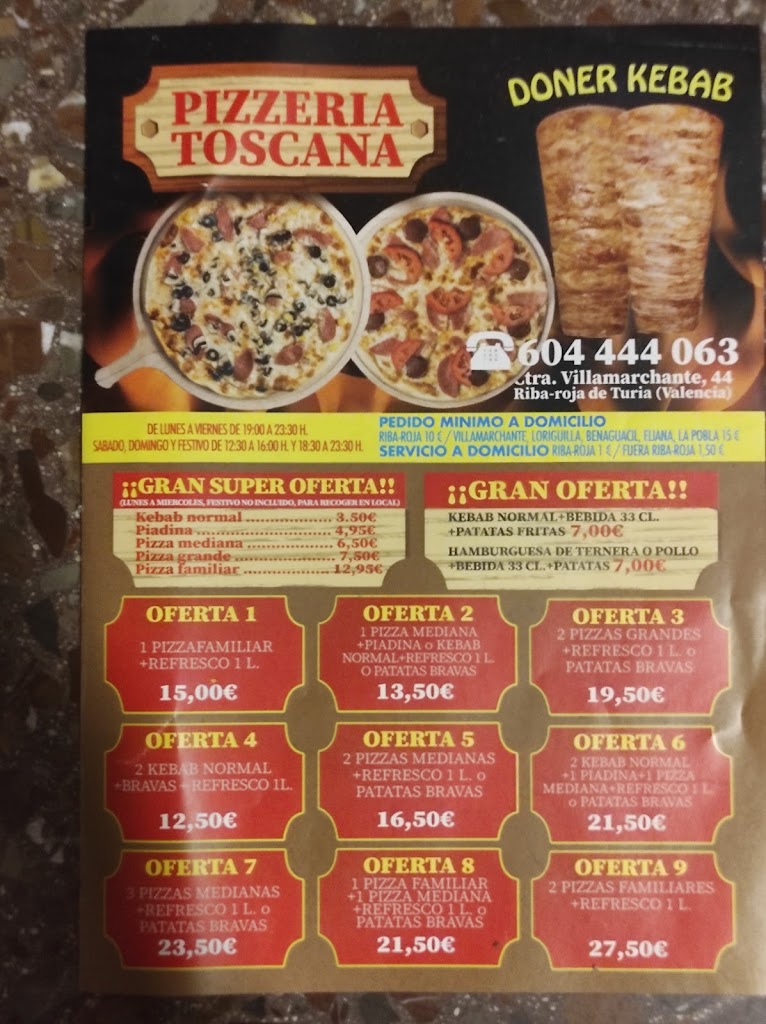 PIZZERIA
TOSCANA
DONER KEBAB
604 444 063
Ctra. Villamarchante, 44
Riba-roja de Turia (Valencia)
DE LUNES A VIERNES DE 19:00 A 23:30 H.
SABADO, DOMINGO Y FESTIVO DE 12:30 A 16:00 H. Y 18:30 A 23:30 H.
PEDIDO MINIMO A DOMICILIO
RIBA-ROJA 10 € / VILLAMARCHANTE, LORIGUILLA, BENAGUACIL, ELIANA, LA POBLA 15 €
SERVICIO A DOMICILIO RIBA-ROJA 1 € / FUERA RIBA-ROJA 1,50 €
¡¡GRAN SUPER OFERTA!!
(LUNES A MIERCOLES, FESTIVO NO INCLUIDO, PARA RECOGER EN LOCAL)
Kebab normal .................... 3.50€
Piadina ................................ 4,95€
Pizza mediana .................... 6,50€
Pizza grande ........................ 7,50€
Pizza familiar .................... 12,95€
¡¡GRAN OFERTA!!
KEBAB NORMAL+BEBIDA 33 CL.
+PATATAS FRITAS 7,00€
HAMBURGUESA DE TERNERA O POLLO
+BEBIDA 33 CL.+PATATAS 7,00€
OFERTA 1
1 PIZZAFAMILIAR
+REFRESCO 1 L.
15,00€
OFERTA 2
1 PIZZA MEDIANA
+PIADINA o KEBAB
NORMAL+REFRESCO 1 L.
O PATATAS BRAVAS
13,50€
OFERTA 3
2 PIZZAS GRANDES
+REFRESCO 1 L. o
PATATAS BRAVAS
19,50€
OFERTA 4
2 KEBAB NORMAL
+BRAVAS + REFRESCO 1L.
12,50€
OFERTA 5
2 PIZZAS MEDIANAS
+REFRESCO 1 L. o
PATATAS BRAVAS
16,50€
OFERTA 6
2 KEBAB NORMAL
+1 PIADINA+1 PIZZA
MEDIANA+REFRESCO 1 L.
o PATATAS BRAVAS
21,50€
OFERTA 7
3 PIZZAS MEDIANAS
+REFRESCO 1 L. o
PATATAS BRAVAS
23,50€
OFERTA 8
1 PIZZA FAMILIAR
+1 PIZZA MEDIANA
+REFRESCO 1 L. o
PATATAS BRAVAS
21,50€
OFERTA 9
2 PIZZAS FAMILIARES
+REFRESCO 1 L.
27,50€